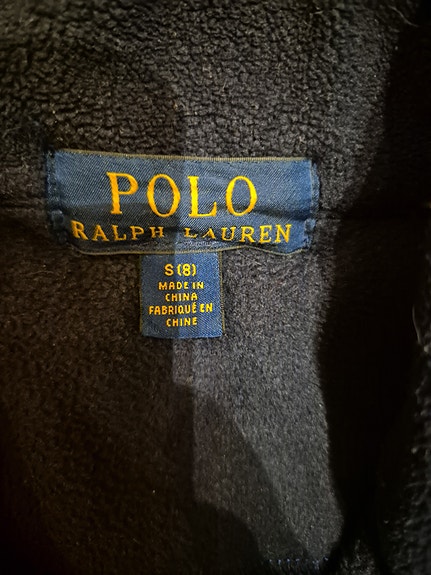 POLO
RALPH LAUREN
S (8)
MADE IN
CHINA
FABRIQUÉ EN
CHINE